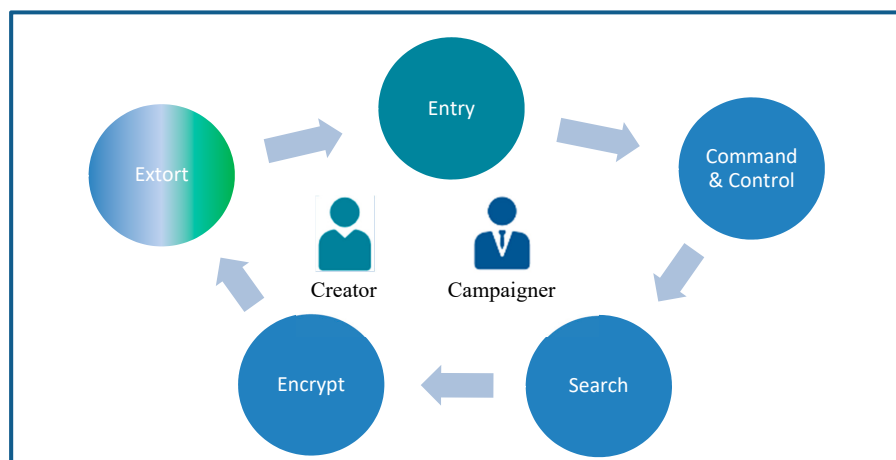 Entry
Command
& Control
Extort
Creator
Campaigner
Encrypt
Search